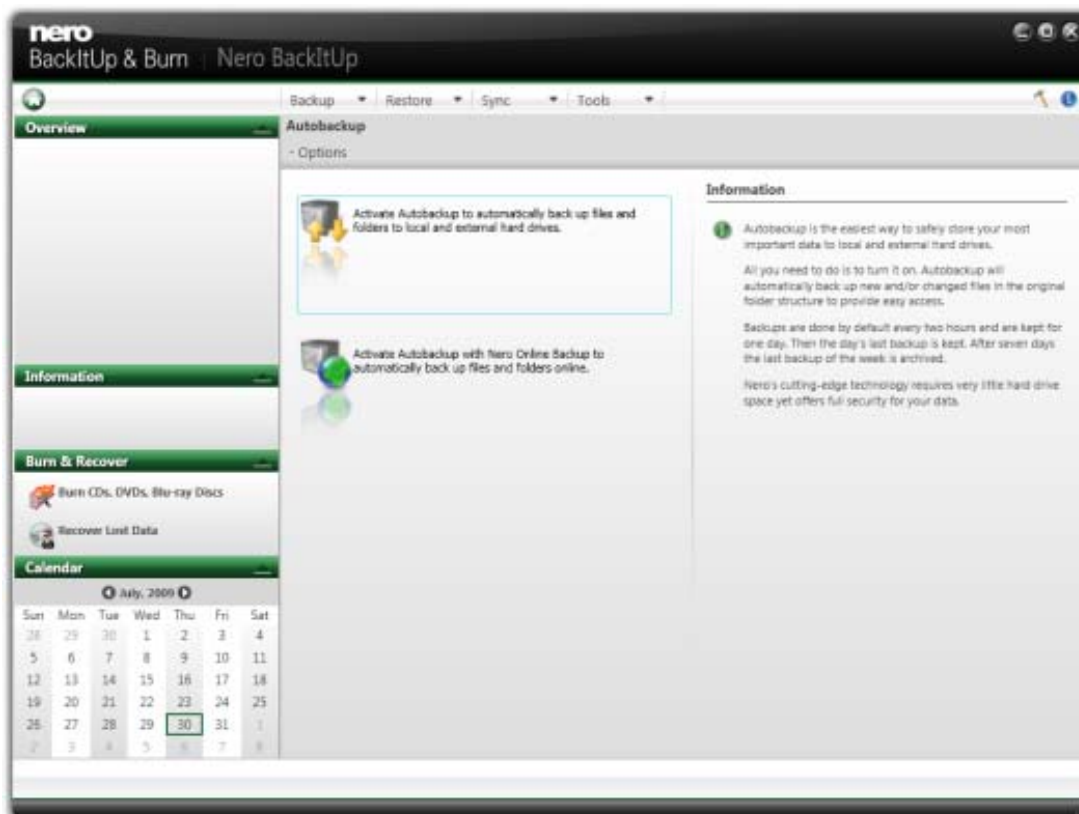 nero
BackItUp & Burn | Nero BackItUp
Backup Restore Sync Tools
Overview
Autobackup
- Options
Activate Autobackup to automatically back up files and
folders to local and external hard drives.
Activate Autobackup with Nero Online Backup to
automatically back up files and folders online.
Information
Autobackup is the easiest way to safely store your most
important data to local and external hard drives.
All you need to do is to turn it on. Autobackup will
automatically back up new and/or changed files in the original
folder structure to provide easy access.
Backups are done by default every two hours and are kept for
one day. Then the day's last backup is kept. After seven days
the last backup of the week is archived.
Nero's cutting-edge technology requires very little hard drive
space yet offers full security for your data.
Information
Burn & Recover
Burn CDs, DVDs, Blu-ray Discs
Recover Lost Data
Calendar
July, 2009
Sun Mon Tue Wed Thu Fri Sat
28 29 30 1 2 3 4
5 6 7 8 9 10 11
12 13 14 15 16 17 18
19 20 21 22 23 24 25
26 27 28 29 30 31 1
2 3 4 5 6 7 8